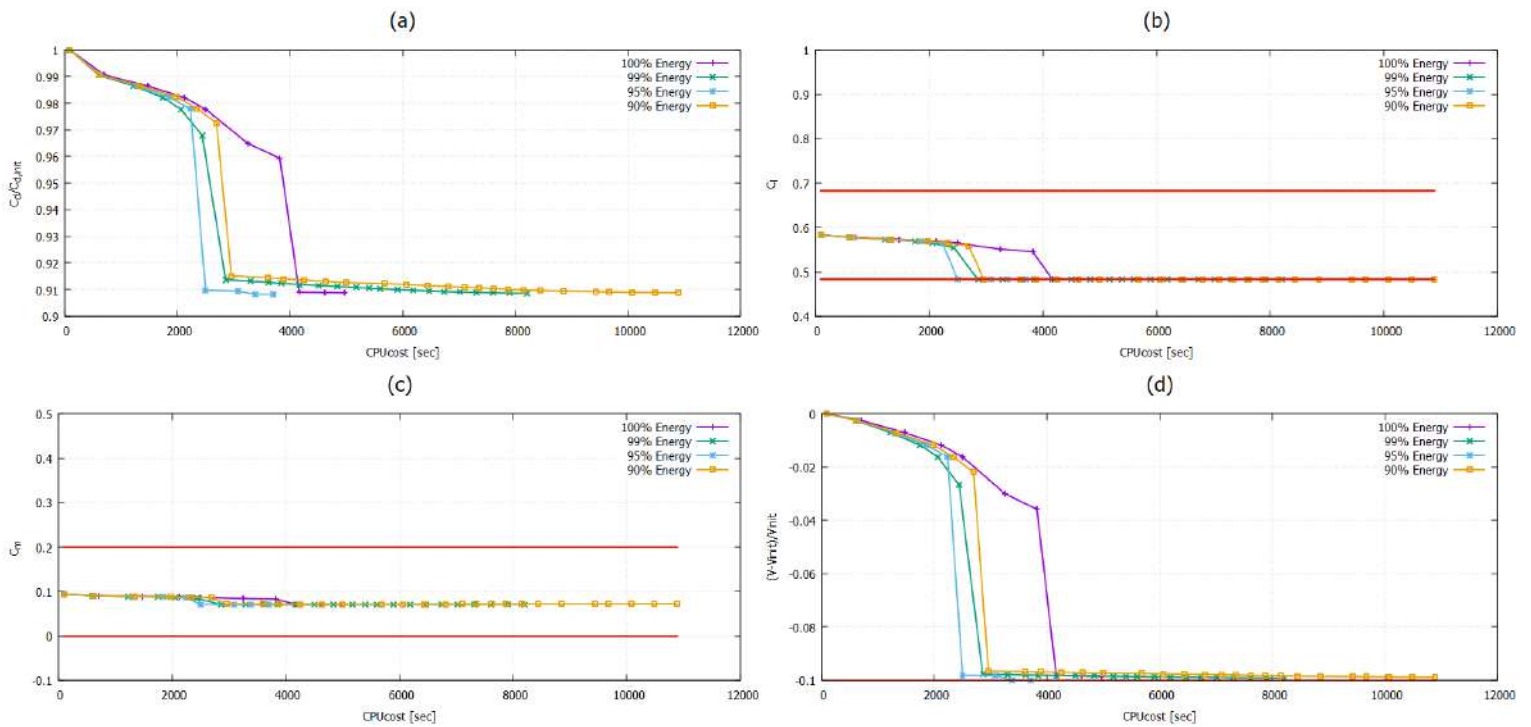 (a)
1
0.99
0.98
0.97
0.96
0.95
0.94
0.93
0.92
0.91
0.9
C_d/C_d,init
100% Energy
99% Energy
95% Energy
90% Energy
0 2000 4000 6000 8000 10000 12000
CPUcost [sec]
(b)
1
0.9
0.8
0.7
0.6
0.5
0.4
C_l
100% Energy
99% Energy
95% Energy
90% Energy
0 2000 4000 6000 8000 10000 12000
CPUcost [sec]
(c)
0.5
0.4
0.3
0.2
0.1
0
-0.1
C_m
100% Energy
99% Energy
95% Energy
90% Energy
0 2000 4000 6000 8000 10000 12000
CPUcost [sec]
(d)
0
-0.02
-0.04
-0.06
-0.08
-0.1
(V-Vinit)/Vinit
100% Energy
99% Energy
95% Energy
90% Energy
0 2000 4000 6000 8000 10000 12000
CPUcost [sec]